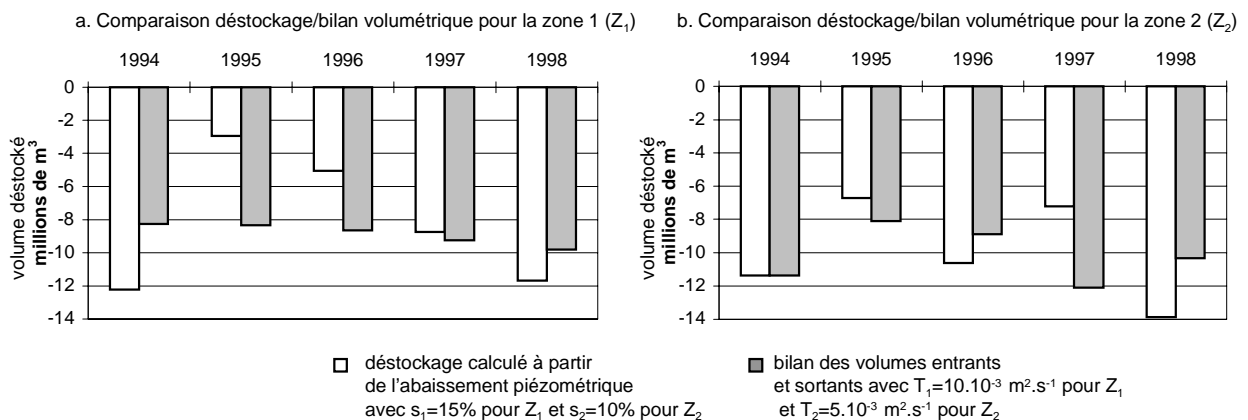 a. Comparaison déstockage/bilan volumétrique pour la zone 1 (Z₁)
1994 1995 1996 1997 1998
0
-2
-4
-6
-8
-10
-12
-14
volume déstocké
millions de m³
b. Comparaison déstockage/bilan volumétrique pour la zone 2 (Z₂)
1994 1995 1996 1997 1998
0
-2
-4
-6
-8
-10
-12
-14
volume déstocké
millions de m³
déstockage calculé à partir
de l'abaissement piézométrique
avec s₁=15% pour Z₁ et s₂=10% pour Z₂
bilan des volumes entrants
et sortants avec T₁=10.10⁻³ m².s⁻¹ pour Z₁
et T₂=5.10⁻³ m².s⁻¹ pour Z₂